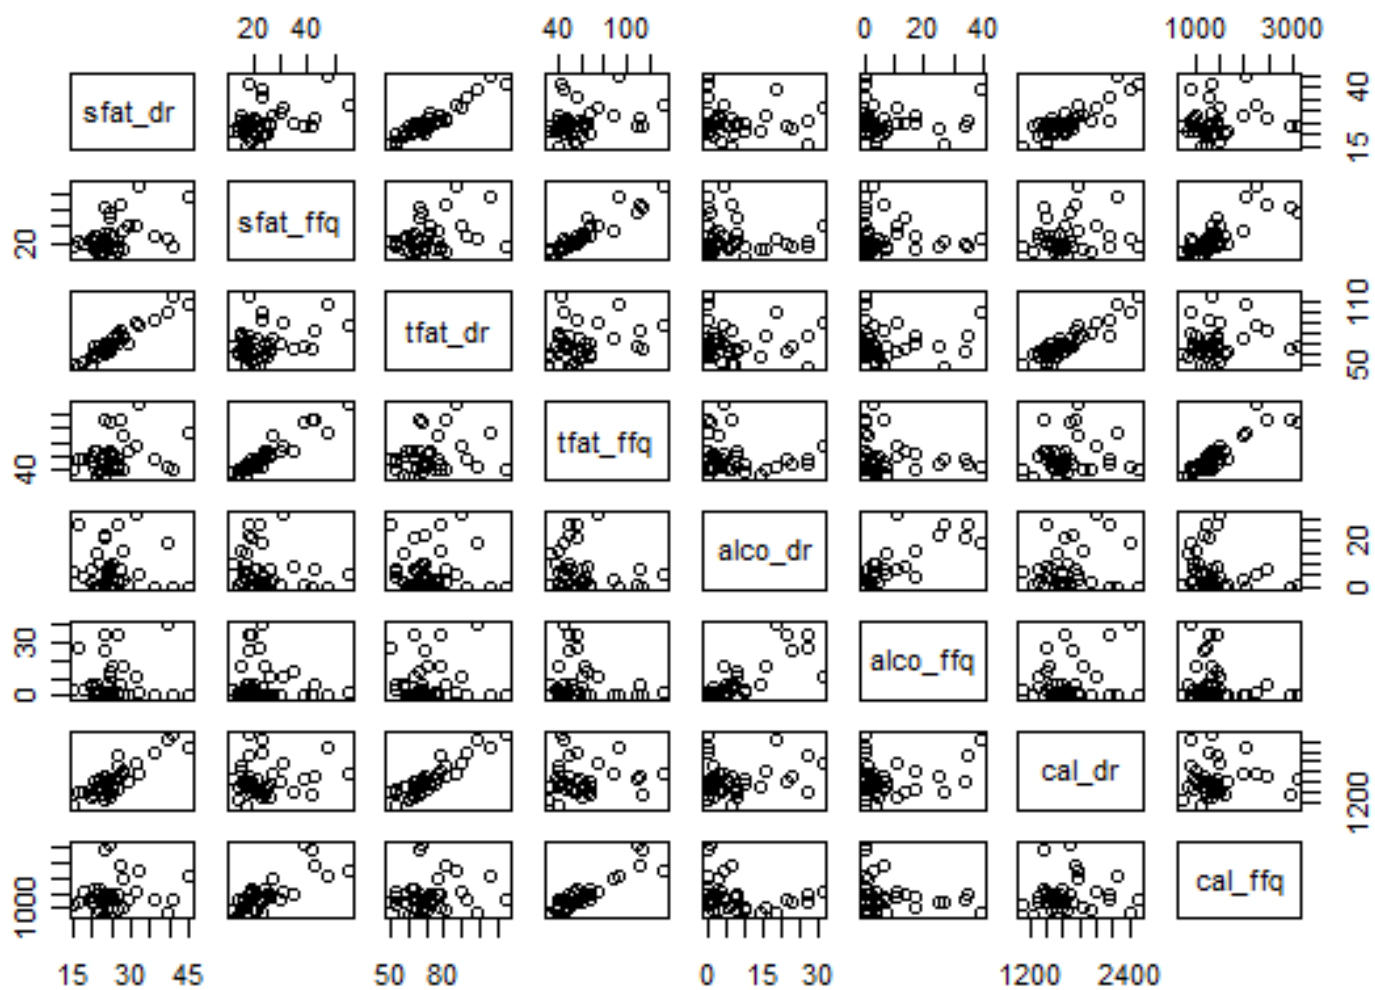 20 40 40 100 0 20 40 1000 3000
sfat_dr 15 40
20 sfat_ffq
tfat_dr 50 110
40 tfat_ffq
alco_dr 0 20
0 30 alco_ffq
cal_dr 1200
1000 cal_ffq
15 30 45 50 80 0 15 30 1200 2400